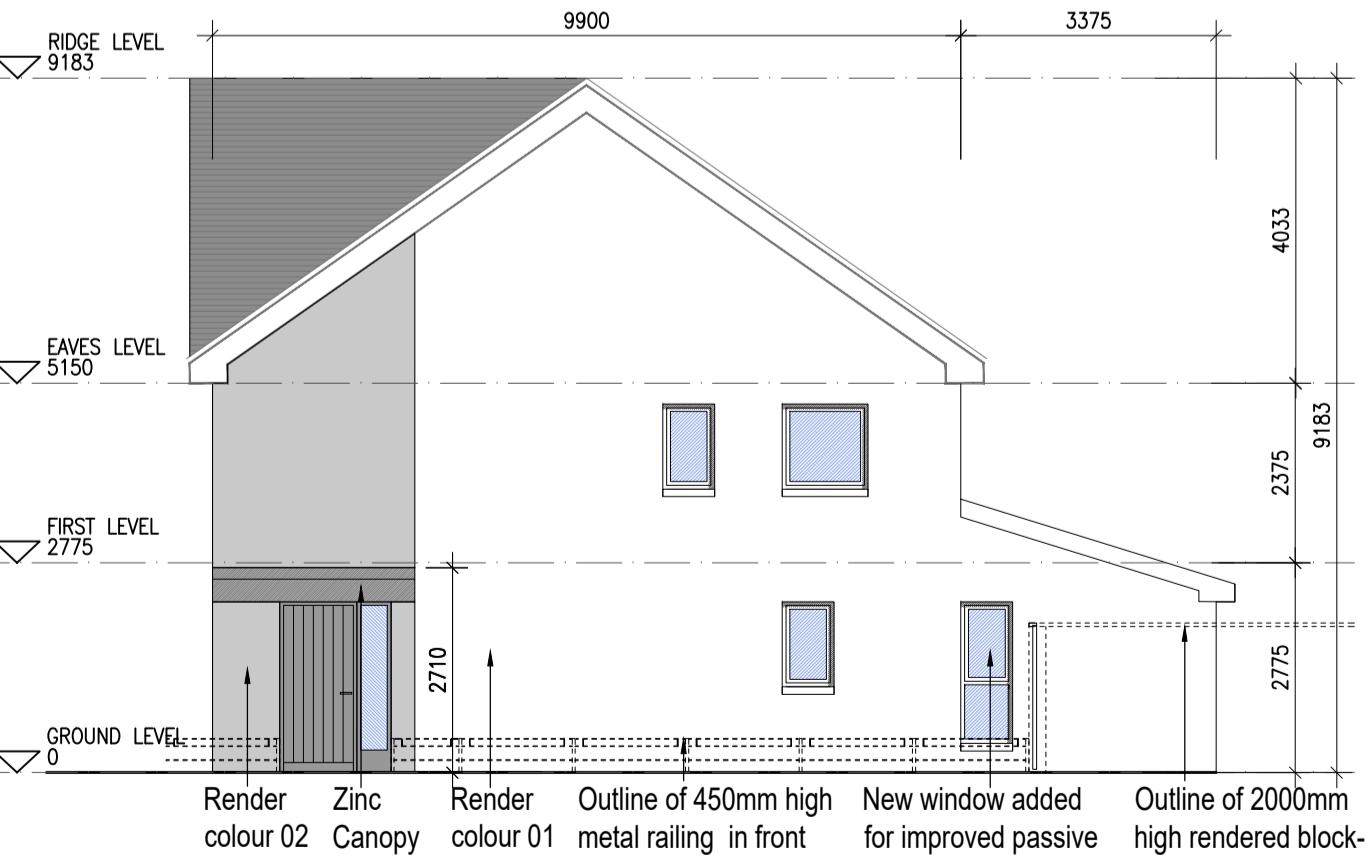 9900
3375
RIDGE LEVEL
9183
4033
EAVES LEVEL
5150
9183
2375
FIRST LEVEL
2775
2710
2775
GROUND LEVEL
0
Render
colour 02
Zinc
Canopy
Render
colour 01
Outline of 450mm high
metal railing in front
New window added
for improved passive
Outline of 2000mm
high rendered block-